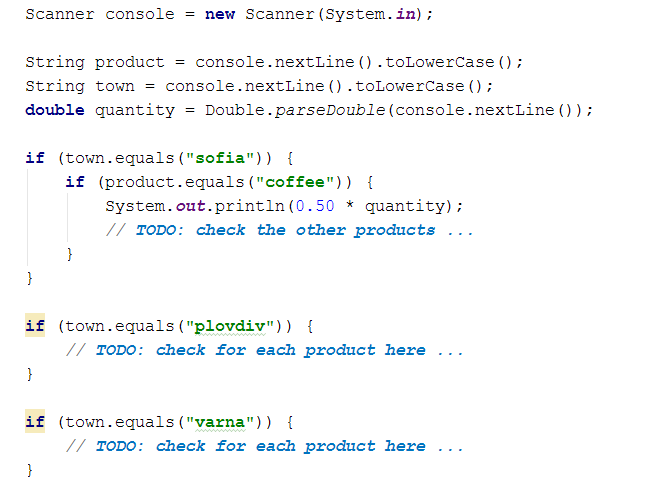 Scanner console = new Scanner(System.in);
String product = console.nextLine().toLowerCase();
String town = console.nextLine().toLowerCase();
double quantity = Double.parseDouble(console.nextLine());
if (town.equals("sofia")) {
if (product.equals("coffee")) {
System.out.println(0.50 * quantity);
// TODO: check the other products ...
}
}
if (town.equals("plovdiv")) {
// TODO: check for each product here ...
}
if (town.equals("varna")) {
// TODO: check for each product here ...
}